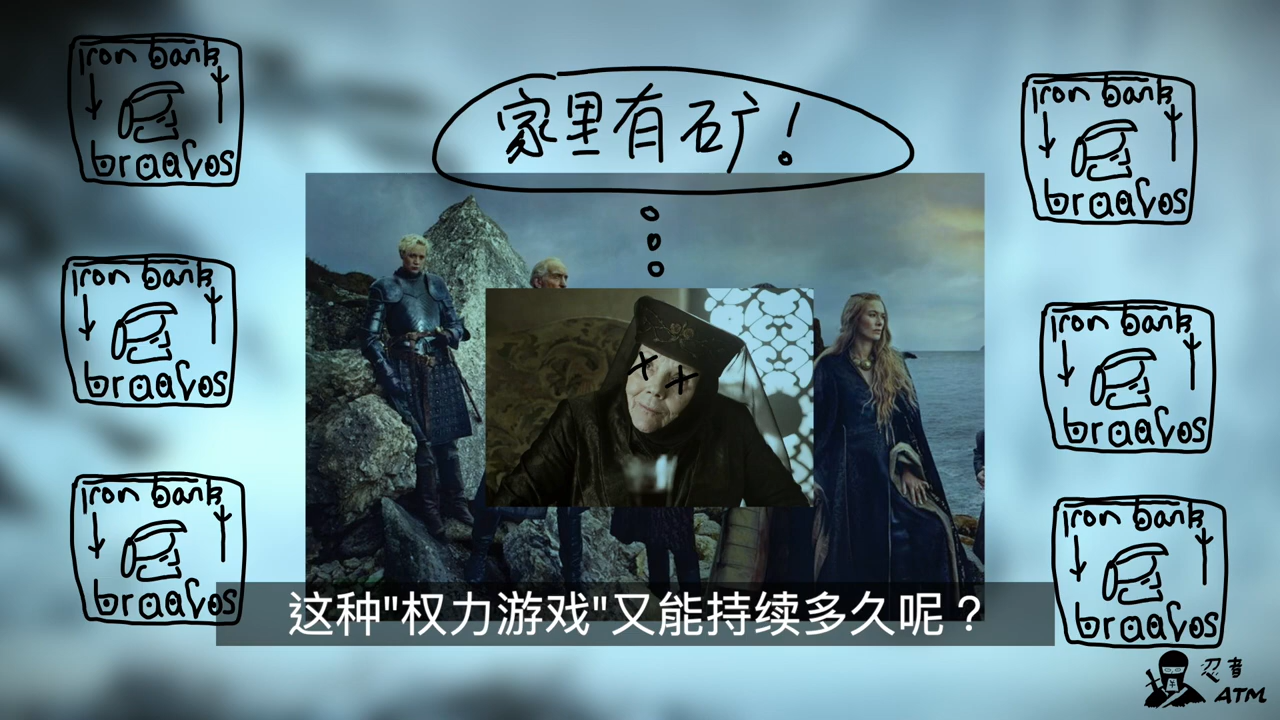 iron bank
braavos
iron bank
braavos
家里有矿！
iron bank
braavos
iron bank
braavos
iron bank
braavos
iron bank
braavos
这种"权力游戏"又能持续多久呢？
忍者
ATM